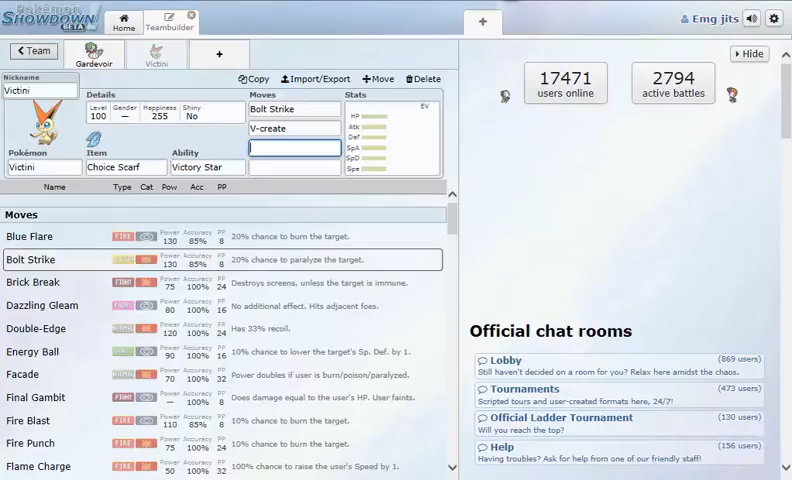 Pokémon
SHOWDOWN
BETA
Home
Teambuilder
+
Emg jits
< Team
Gardevoir
Victini
+
Copy
Import/Export
Move
Delete
Hide
Nickname
Victini
Details
Level
100
Gender
—
Happiness
255
Shiny
No
Moves
Bolt Strike
V-create
Stats
EV
HP
Atk
Def
SpA
SpD
Spe
Pokémon
Victini
Item
Choice Scarf
Ability
Victory Star
Name Type Cat Pow Acc PP
Moves
Blue Flare FIRE Power 130 Accuracy 85% PP 8 20% chance to burn the target.
Bolt Strike Power 130 Accuracy 85% PP 8 20% chance to paralyze the target.
Brick Break FIGHT Power 75 Accuracy 100% PP 24 Destroys screens, unless the target is immune.
Dazzling Gleam Power 80 Accuracy 100% PP 16 No additional effect. Hits adjacent foes.
Double-Edge NORMAL Power 120 Accuracy 100% PP 24 Has 33% recoil.
Energy Ball Power 90 Accuracy 100% PP 16 10% chance to lower the target's Sp. Def. by 1.
Facade NORMAL Power 70 Accuracy 100% PP 32 Power doubles if user is burn/poison/paralyzed.
Final Gambit FIGHT Power — Accuracy 100% PP 8 Does damage equal to the user's HP. User faints.
Fire Blast FIRE Power 110 Accuracy 85% PP 8 10% chance to burn the target.
Fire Punch FIRE Power 75 Accuracy 100% PP 24 10% chance to burn the target.
Flame Charge FIRE Power 50 Accuracy 100% PP 32 100% chance to raise the user's Speed by 1.
17471
users online
2794
active battles
Official chat rooms
Lobby (869 users)
Still haven't decided on a room for you? Relax here amidst the chaos.
Tournaments (473 users)
Scripted tours and user-created formats here, 24/7!
Official Ladder Tournament (130 users)
Will you reach the top?
Help (156 users)
Having troubles? Ask for help from one of our friendly staff!